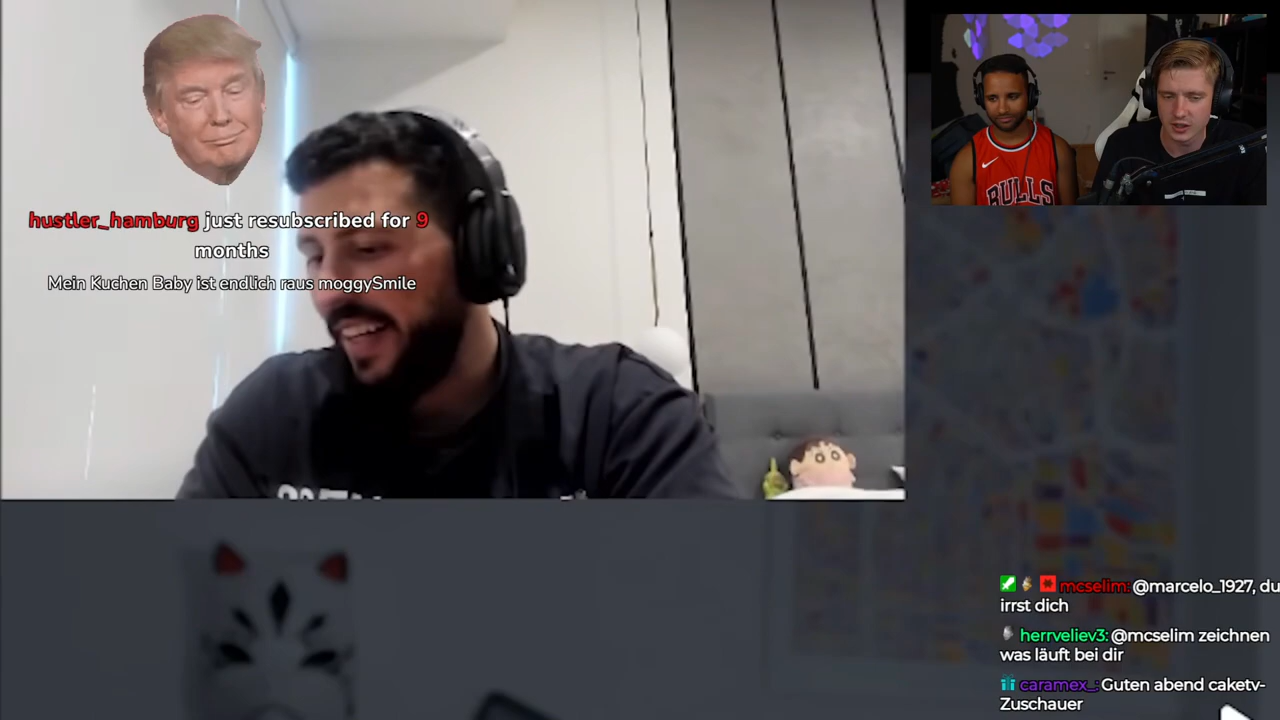 hustler_hamburg just resubscribed for 9
months
Mein Kuchen Baby ist endlich raus moggySmile
BULLS
mcselim: @marcelo_1927, du
irrst dich
herrveliev3: @mcselim zeichnen
was läuft bei dir
caramex_: Guten abend caketv-
Zuschauer